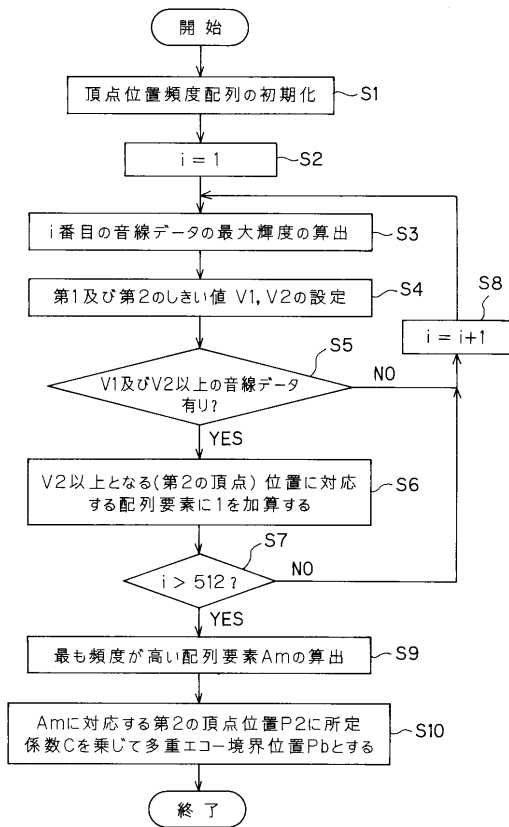 開始
頂点位置頻度配列の初期化
S1
i = 1
S2
i番目の音線データの最大輝度の算出
S3
第1及び第2のしきい値 V1, V2の設定
S4
S8
i = i+1
S5
V1及びV2以上の音線データ
有り?
NO
YES
V2以上となる(第2の頂点) 位置に対応
する配列要素に1を加算する
S6
S7
i > 512 ?
NO
YES
最も頻度が高い配列要素Amの算出
S9
Amに対応する第2の頂点位置P2に所定
係数Cを乗じて多重エコー境界位置Pbとする
S10
終了